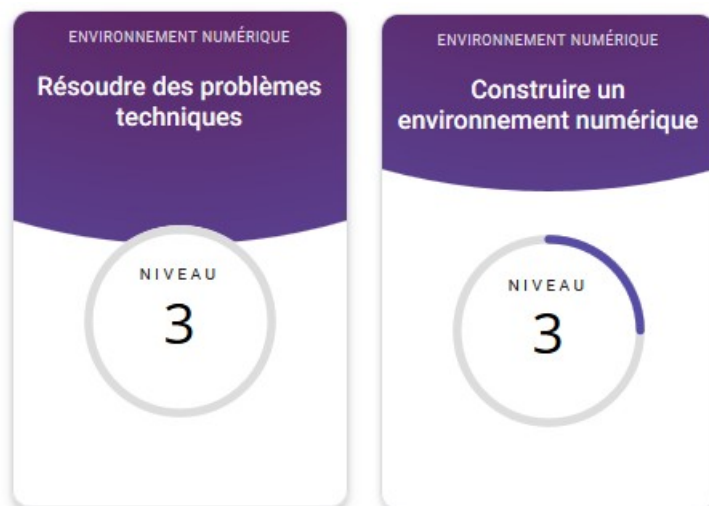 ENVIRONNEMENT NUMÉRIQUE
Résoudre des problèmes
techniques
NIVEAU
3
ENVIRONNEMENT NUMÉRIQUE
Construire un
environnement numérique
NIVEAU
3